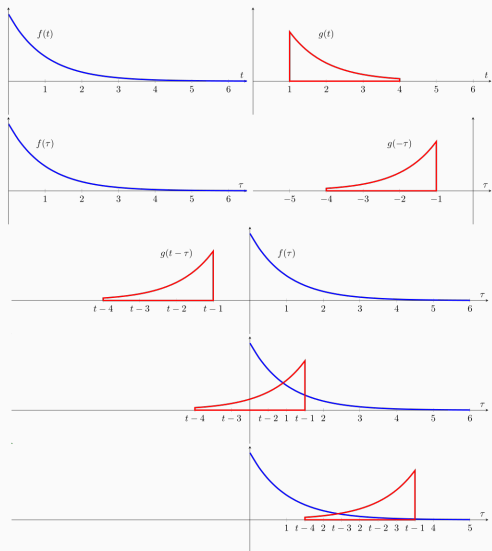 f(t) g(t)
t t
1 2 3 4 5 6 1 2 3 4 5 6
f(τ) g(−τ)
τ τ
1 2 3 4 5 6 −5 −4 −3 −2 −1
g(t − τ) f(τ)
τ
t − 4 t − 3 t − 2 t − 1 1 2 3 4 5 6
τ
t − 4 t − 3 t − 2 1 t − 1 2 3 4 5 6
τ
1 t − 4 2 t − 3 2 t − 2 3 t − 1 4 5